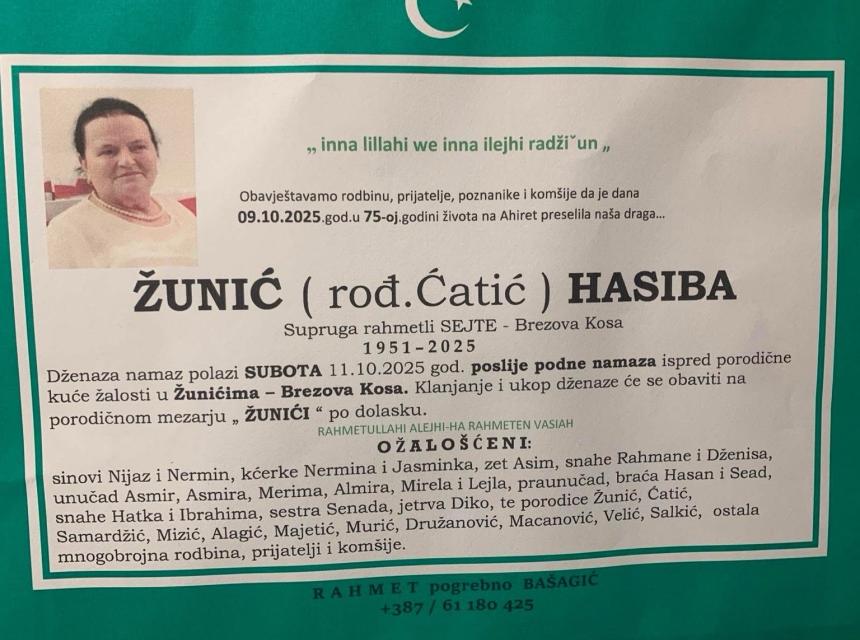 „ inna lillahi we inna ilejhi radžiˇun „
Obavještavamo rodbinu, prijatelje, poznanike i komšije da je dana
09.10.2025.god.u 75-oj.godini života na Ahiret preselila naša draga...
ŽUNIĆ ( rođ.Ćatić ) HASIBA
Supruga rahmetli SEJTE - Brezova Kosa
1951-2025
Dženaza namaz polazi SUBOTA 11.10.2025 god. poslije podne namaza ispred porodične
kuće žalosti u Žunićima – Brezova Kosa. Klanjanje i ukop dženaze će se obaviti na
porodičnom mezarju „ ŽUNIĆI “ po dolasku.
RAHMETULLAHI ALEJHI-HA RAHMETEN VASIAH
OŽALOŠĆENI:
sinovi Nijaz i Nermin, kćerke Nermina i Jasminka, zet Asim, snahe Rahmane i Dženisa,
unučad Asmir, Asmira, Merima, Almira, Mirela i Lejla, praunučad, braća Hasan i Sead,
snahe Hatka i Ibrahima, sestra Senada, jetrva Diko, te porodice Žunić, Ćatić,
Samardžić, Mizić, Alagić, Majetić, Murić, Družanović, Macanović, Velić, Salkić, ostala
mnogobrojna rodbina, prijatelji i komšije.
RAHMET pogrebno BAŠAGIĆ
+387 / 61 180 425